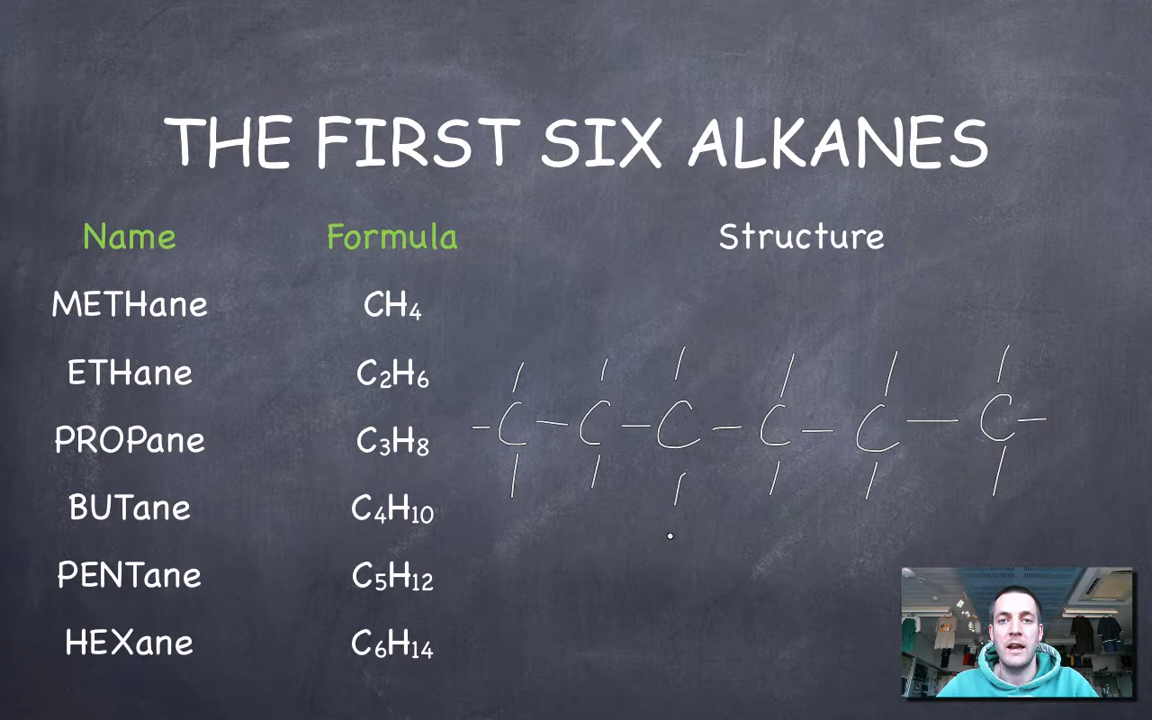 THE FIRST SIX ALKANES
Name Formula Structure
METHane CH₄
ETHane C₂H₆
PROPane C₃H₈
C – C – C – C – C – C
BUTane C₄H₁₀
PENTane C₅H₁₂
HEXane C₆H₁₄